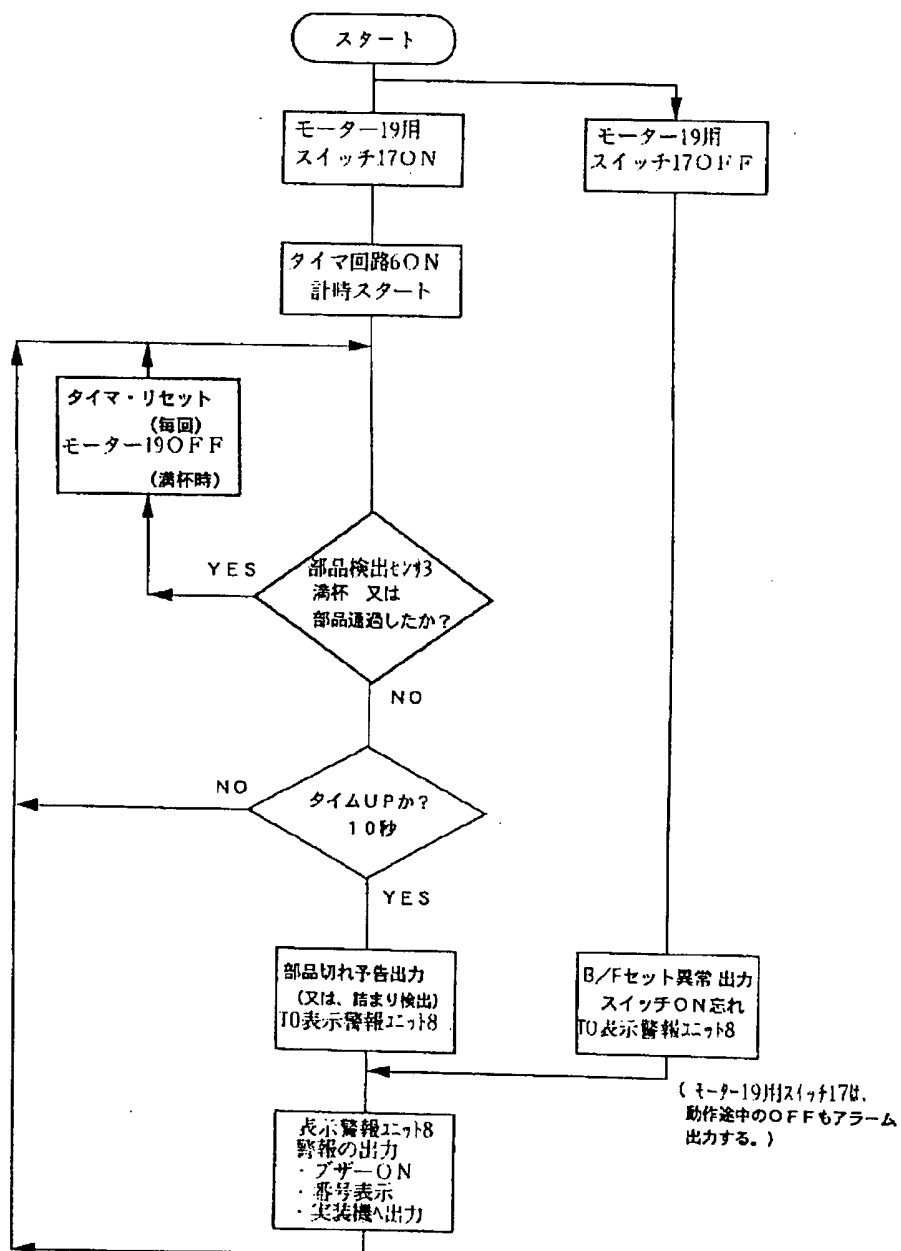 スタート
モーター19用
スイッチ17ON
モーター19用
スイッチ17OFF
タイマ回路6ON
計時スタート
タイマ・リセット
(毎回)
モーター19OFF
(満杯時)
YES
部品検出センサ3
満杯 又は
部品通過したか?
NO
NO
タイムUPか?
10秒
YES
部品切れ予告出力
(又は、詰まり検出)
TO表示警報ユニット8
B/Fセット異常 出力
スイッチON忘れ
TO表示警報ユニット8
(モーター19用スイッチ17は、
動作途中のOFFもアラーム
出力する。)
表示警報ユニット8
警報の出力
・ブザーON
・番号表示
・実装機へ出力